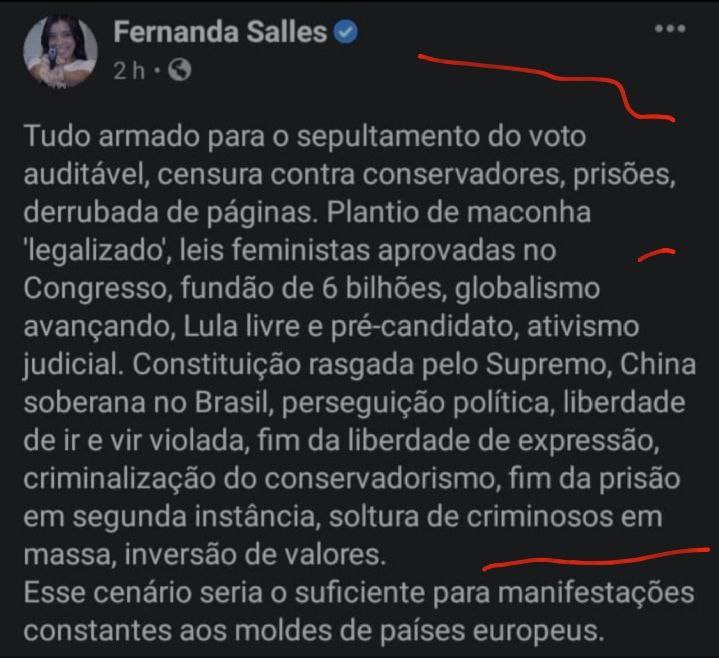 Fernanda Salles
2 h ·
Tudo armado para o sepultamento do voto
auditável, censura contra conservadores, prisões,
derrubada de páginas. Plantio de maconha
'legalizado', leis feministas aprovadas no
Congresso, fundão de 6 bilhões, globalismo
avançando, Lula livre e pré-candidato, ativismo
judicial. Constituição rasgada pelo Supremo, China
soberana no Brasil, perseguição política, liberdade
de ir e vir violada, fim da liberdade de expressão,
criminalização do conservadorismo, fim da prisão
em segunda instância, soltura de criminosos em
massa, inversão de valores.
Esse cenário seria o suficiente para manifestações
constantes aos moldes de países europeus.